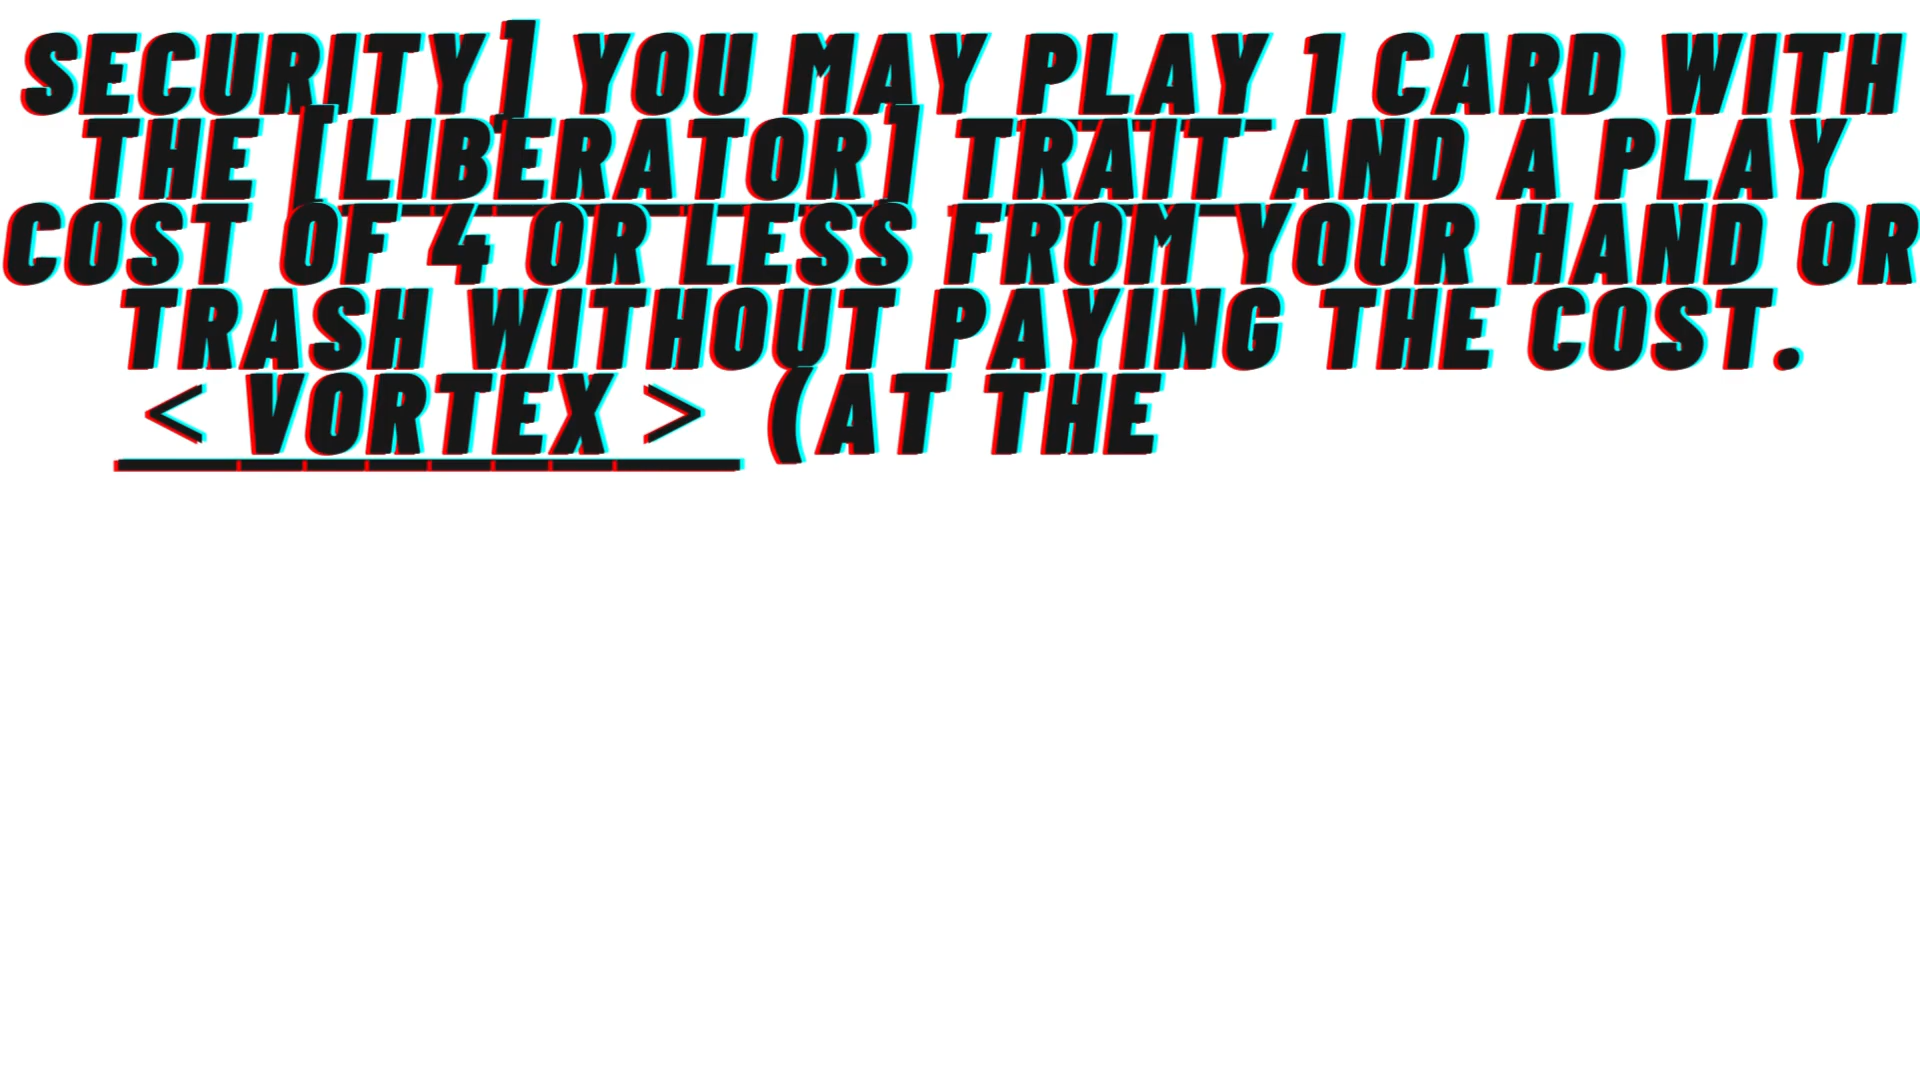 SECURITY] YOU MAY PLAY 1 CARD WITH
THE [LIBERATOR] TRAIT AND A PLAY
COST OF 4 OR LESS FROM YOUR HAND OR
TRASH WITHOUT PAYING THE COST.
< VORTEX > (AT THE